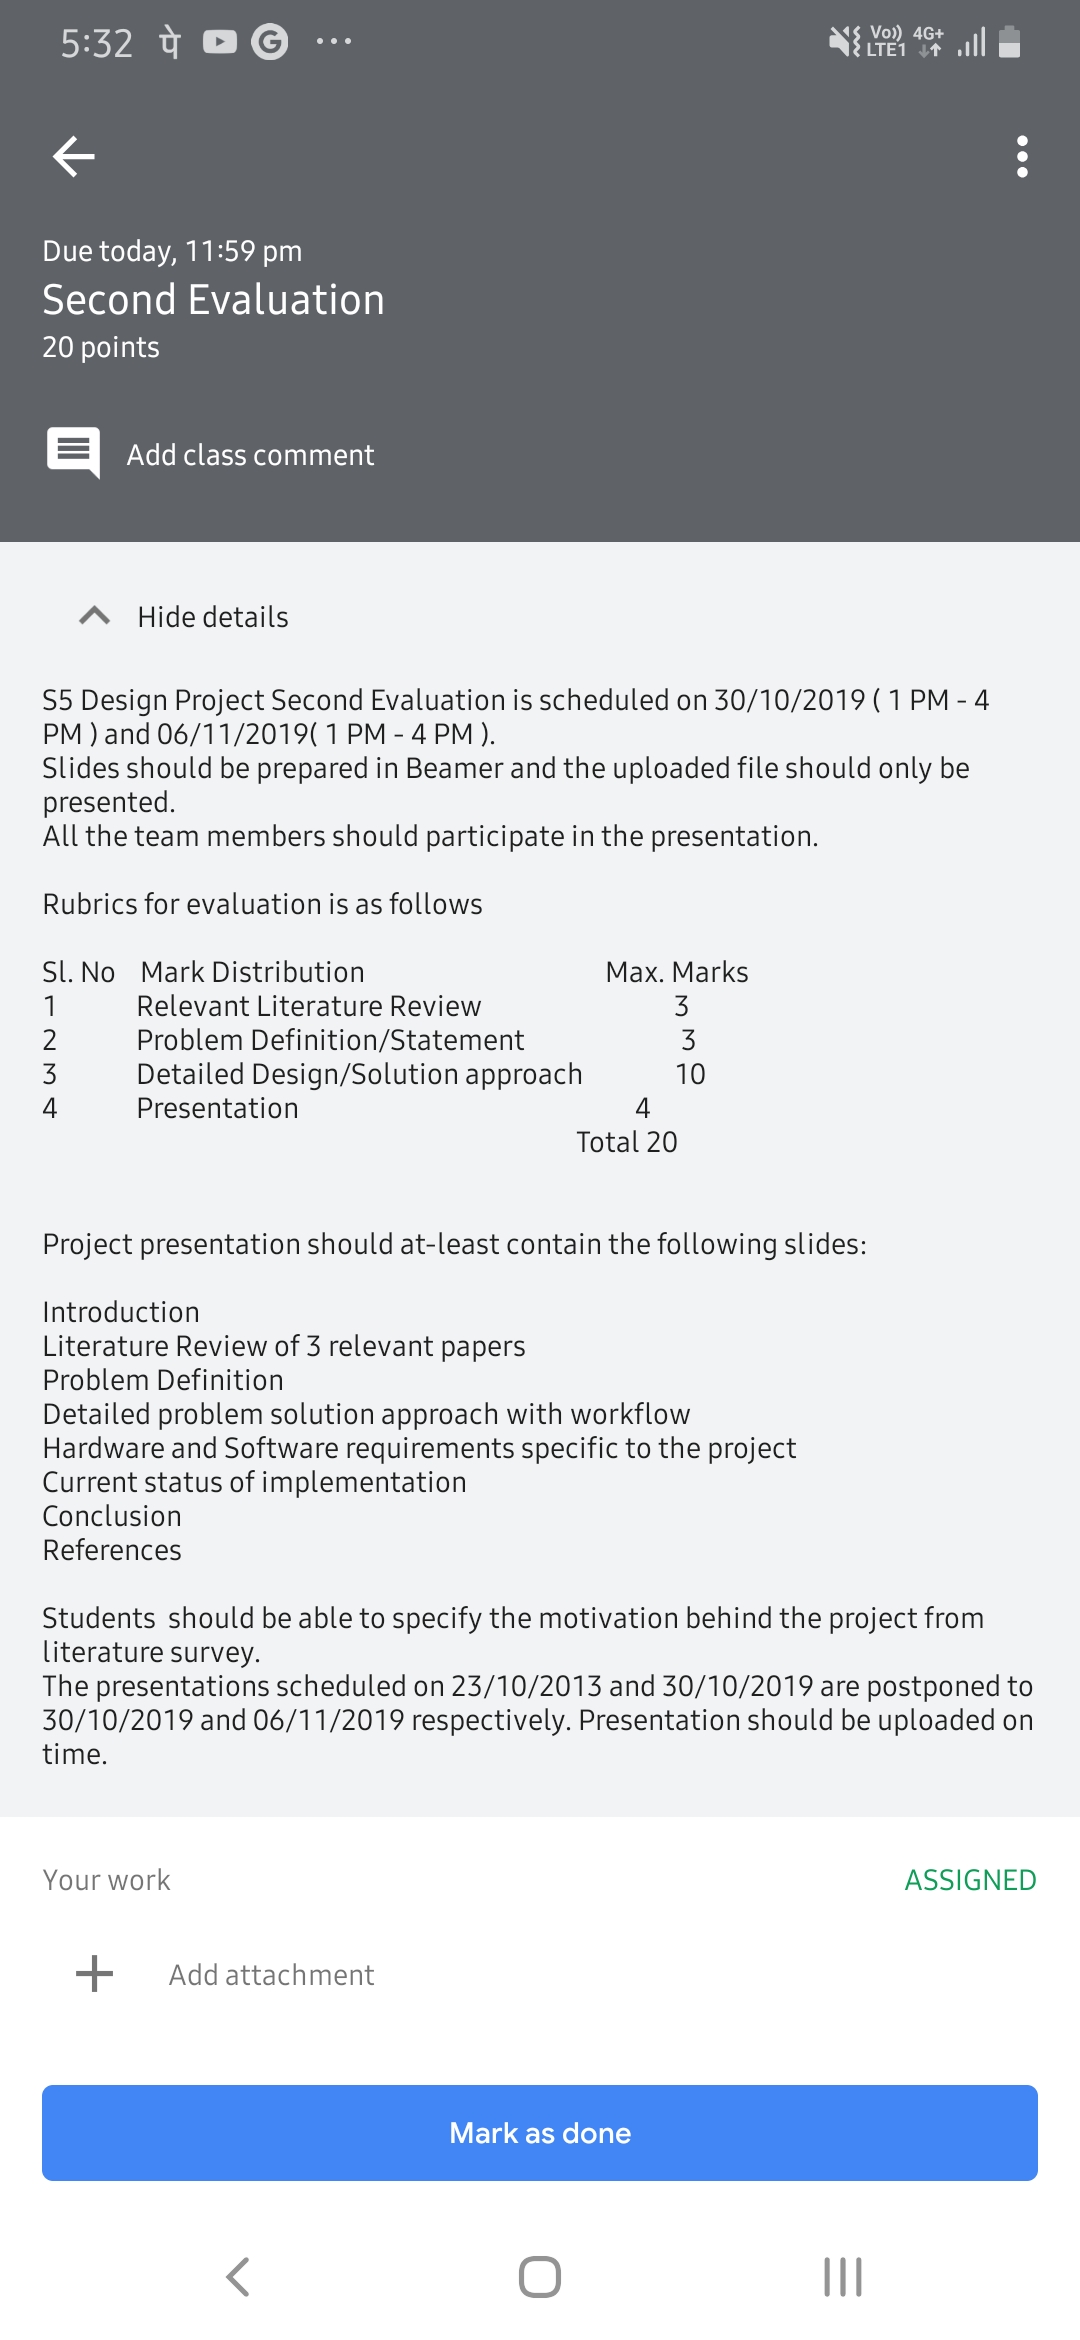 5:32 पे G ...
Vo)) 4G+
LTE1
Due today, 11:59 pm
Second Evaluation
20 points
Add class comment
Hide details
S5 Design Project Second Evaluation is scheduled on 30/10/2019 ( 1 PM - 4
PM ) and 06/11/2019( 1 PM - 4 PM ).
Slides should be prepared in Beamer and the uploaded file should only be
presented.
All the team members should participate in the presentation.
Rubrics for evaluation is as follows
Sl. No Mark Distribution Max. Marks
1 Relevant Literature Review 3
2 Problem Definition/Statement 3
3 Detailed Design/Solution approach 10
4 Presentation 4
Total 20
Project presentation should at-least contain the following slides:
Introduction
Literature Review of 3 relevant papers
Problem Definition
Detailed problem solution approach with workflow
Hardware and Software requirements specific to the project
Current status of implementation
Conclusion
References
Students  should be able to specify the motivation behind the project from
literature survey.
The presentations scheduled on 23/10/2013 and 30/10/2019 are postponed to
30/10/2019 and 06/11/2019 respectively. Presentation should be uploaded on
time.
Your work ASSIGNED
Add attachment
Mark as done